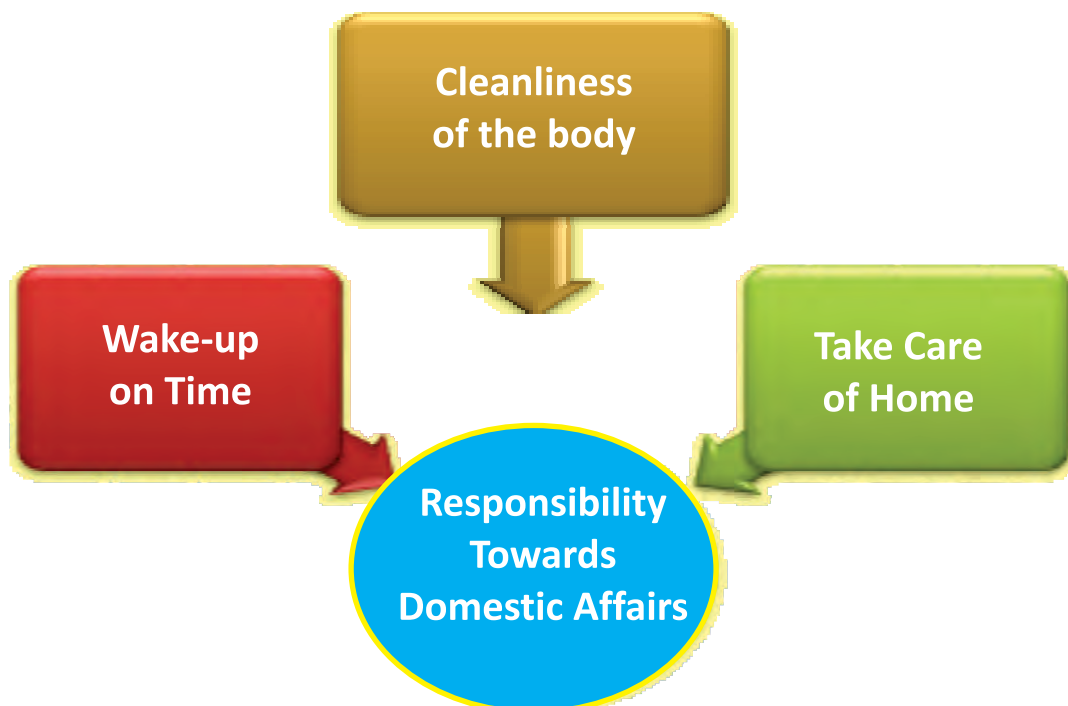 Cleanliness
of the body
Wake-up
on Time
Take Care
of Home
Responsibility
Towards
Domestic Affairs